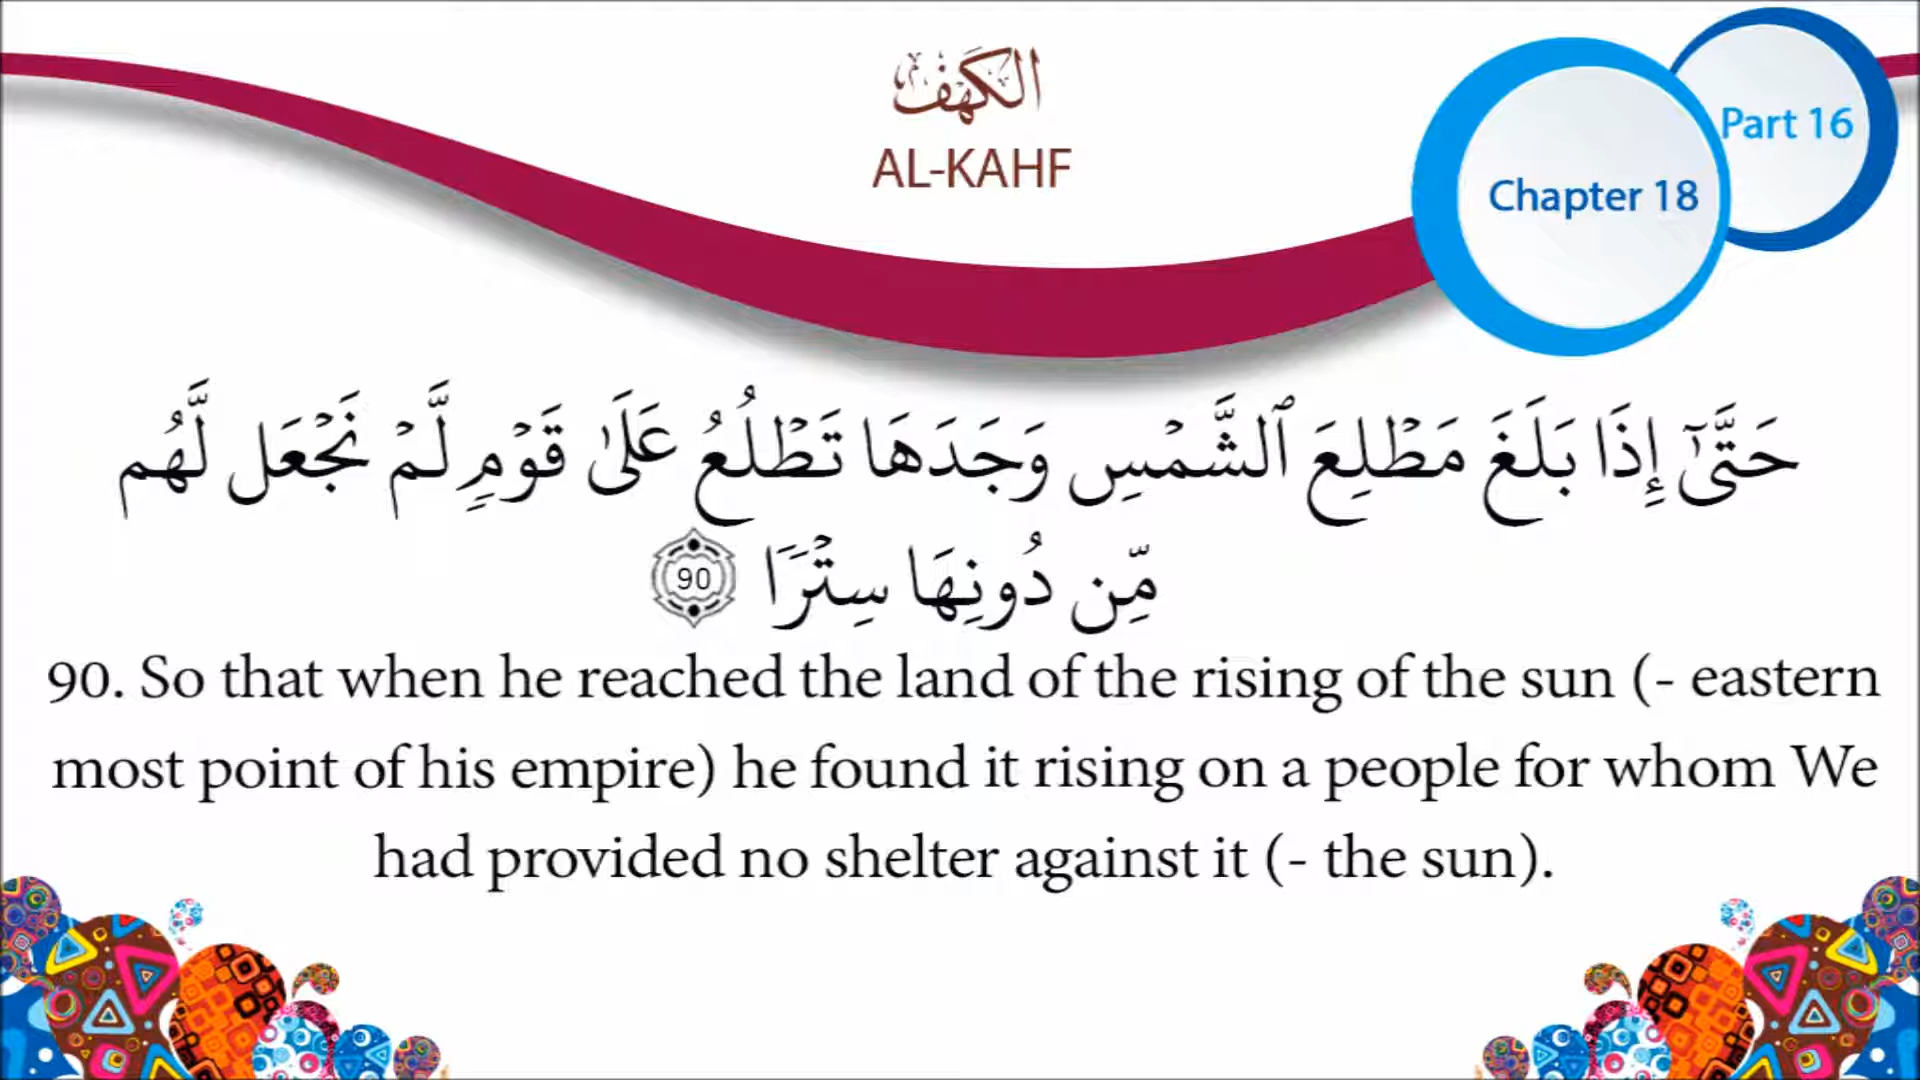 الكهف
AL-KAHF
Part 16
Chapter 18
حَتَّىٰٓ إِذَا بَلَغَ مَطْلِعَ ٱلشَّمْسِ وَجَدَهَا تَطْلُعُ عَلَىٰ قَوْمٍ لَّمْ نَجْعَل لَّهُم
مِّن دُونِهَا سِتْرًا 90
90. So that when he reached the land of the rising of the sun (- eastern
most point of his empire) he found it rising on a people for whom We
had provided no shelter against it (- the sun).